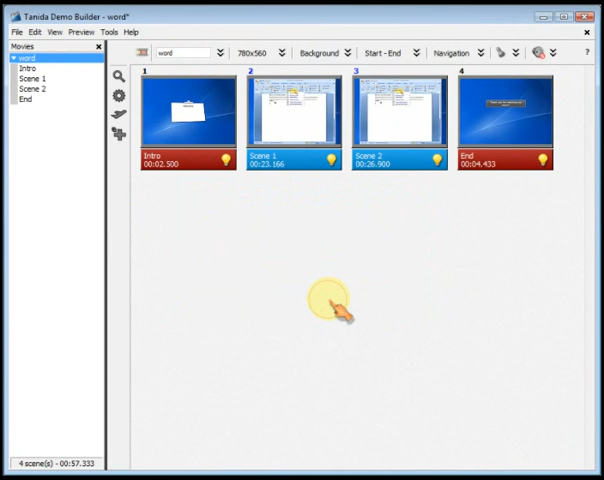 Tanida Demo Builder - word*
File Edit View Preview Tools Help
Movies
word
Intro
Scene 1
Scene 2
End
word 780x560 Background Start - End Navigation ?
1 2 3 4
Intro
00:02.500
Scene 1
00:23.166
Scene 2
00:26.900
End
00:04.433
4 scene(s) - 00:57.333